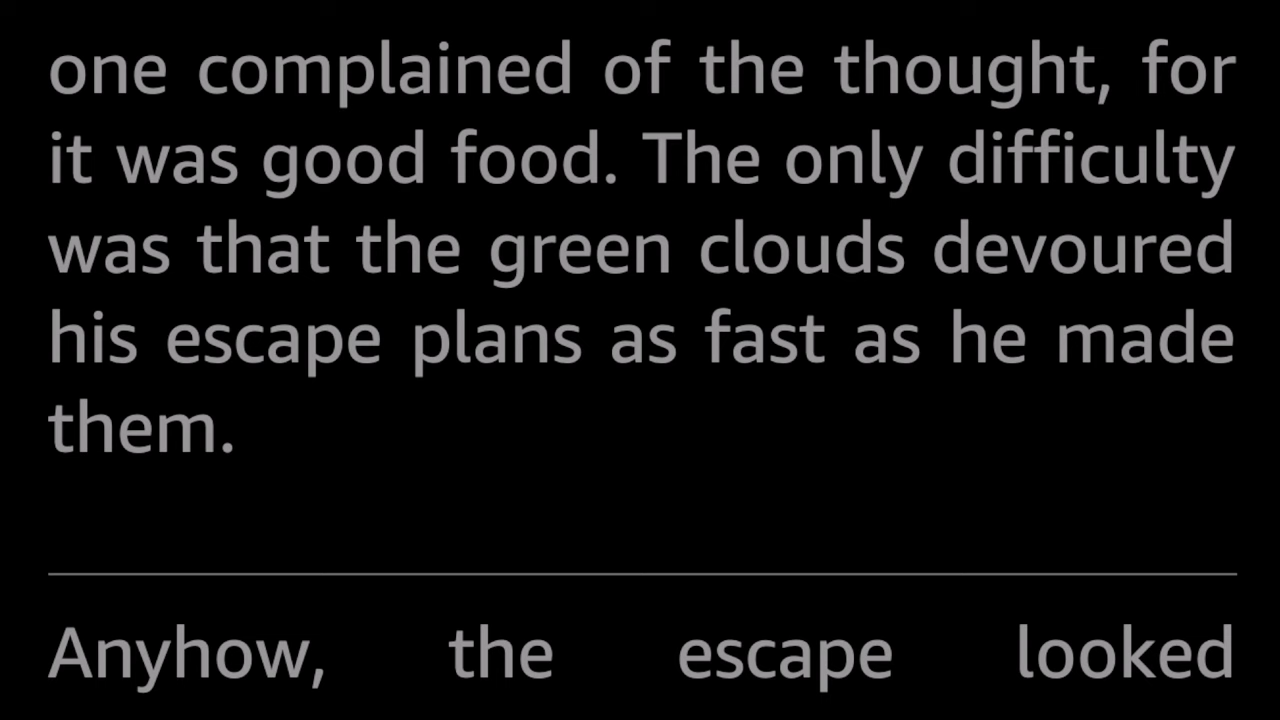 one complained of the thought, for
it was good food. The only difficulty
was that the green clouds devoured
his escape plans as fast as he made
them.
Anyhow, the escape looked